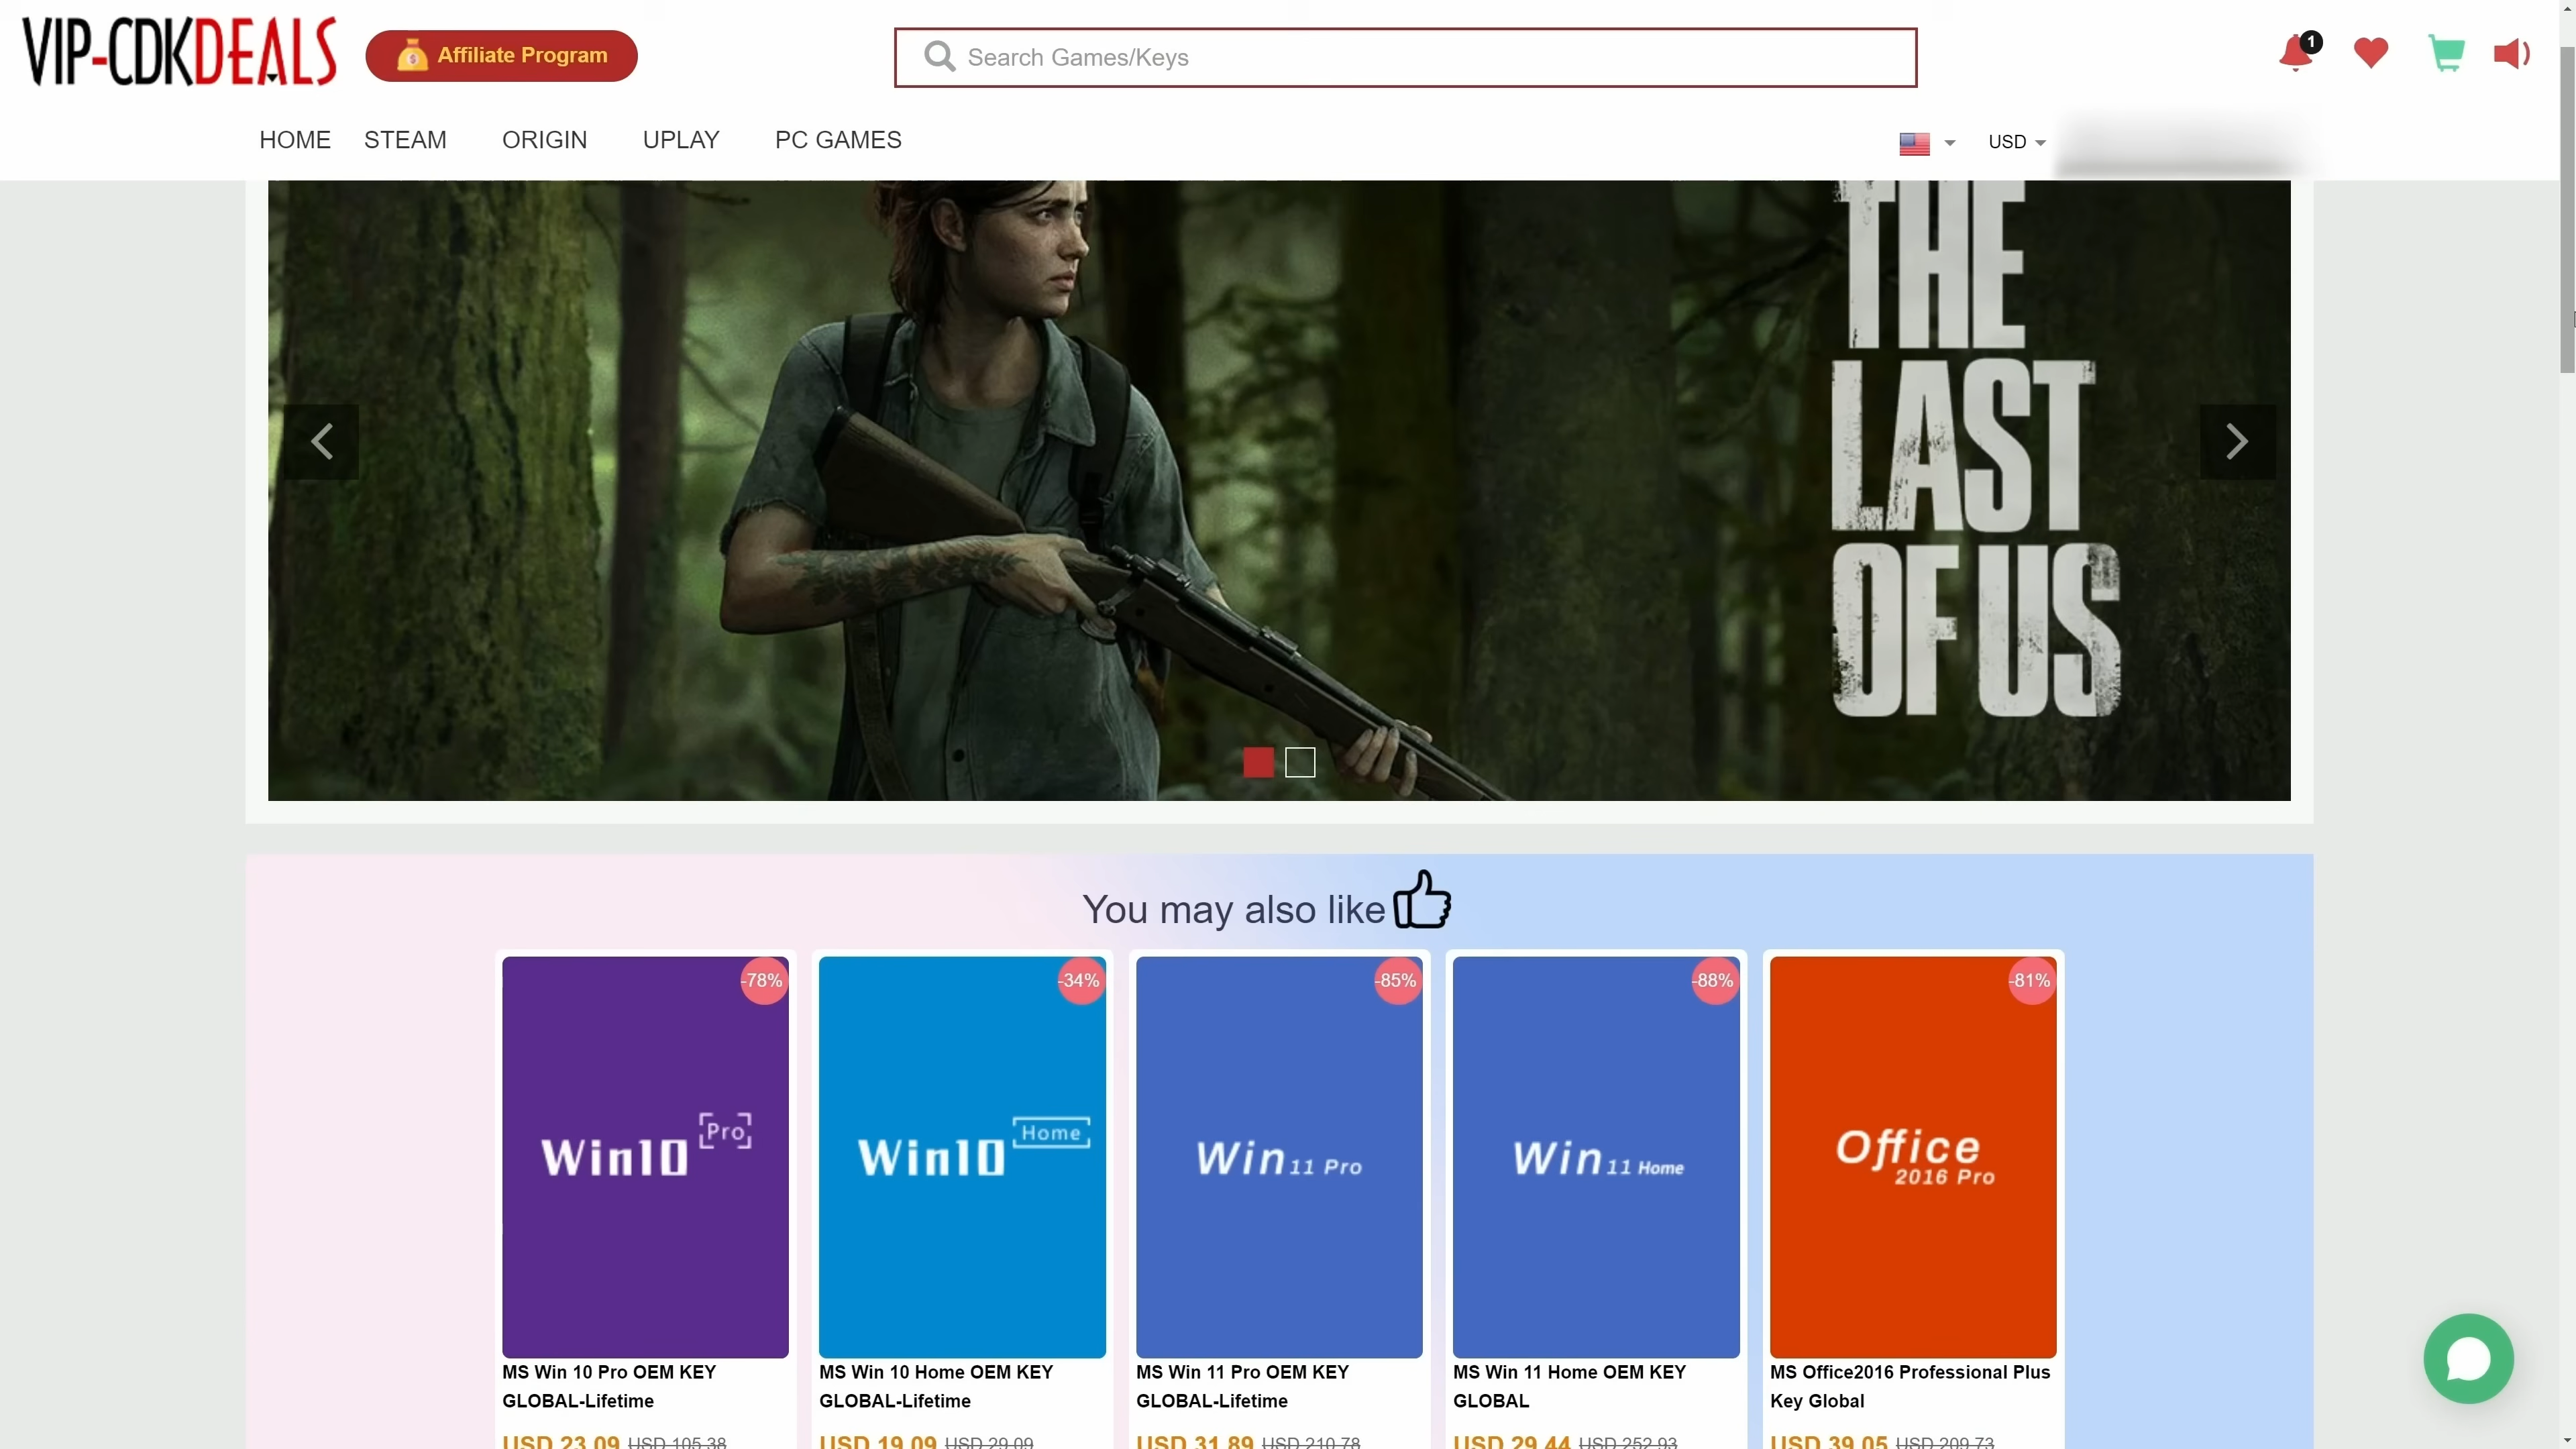 VIP-CDKDEALS
Affiliate Program
Search Games/Keys
1
HOME STEAM ORIGIN UPLAY PC GAMES
USD
THE
LAST
OF US
You may also like
-78%
-34%
-85%
-88%
-81%
Win10 Pro
Win10 Home
Win 11 Pro
Win 11 Home
Office
2016 Pro
MS Win 10 Pro OEM KEY
GLOBAL-Lifetime
USD 23.09 USD 105.38
MS Win 10 Home OEM KEY
GLOBAL-Lifetime
USD 19.09 USD 29.09
MS Win 11 Pro OEM KEY
GLOBAL-Lifetime
USD 31.89 USD 210.78
MS Win 11 Home OEM KEY
GLOBAL
USD 29.44 USD 252.93
MS Office2016 Professional Plus
Key Global
USD 39.05 USD 209.73